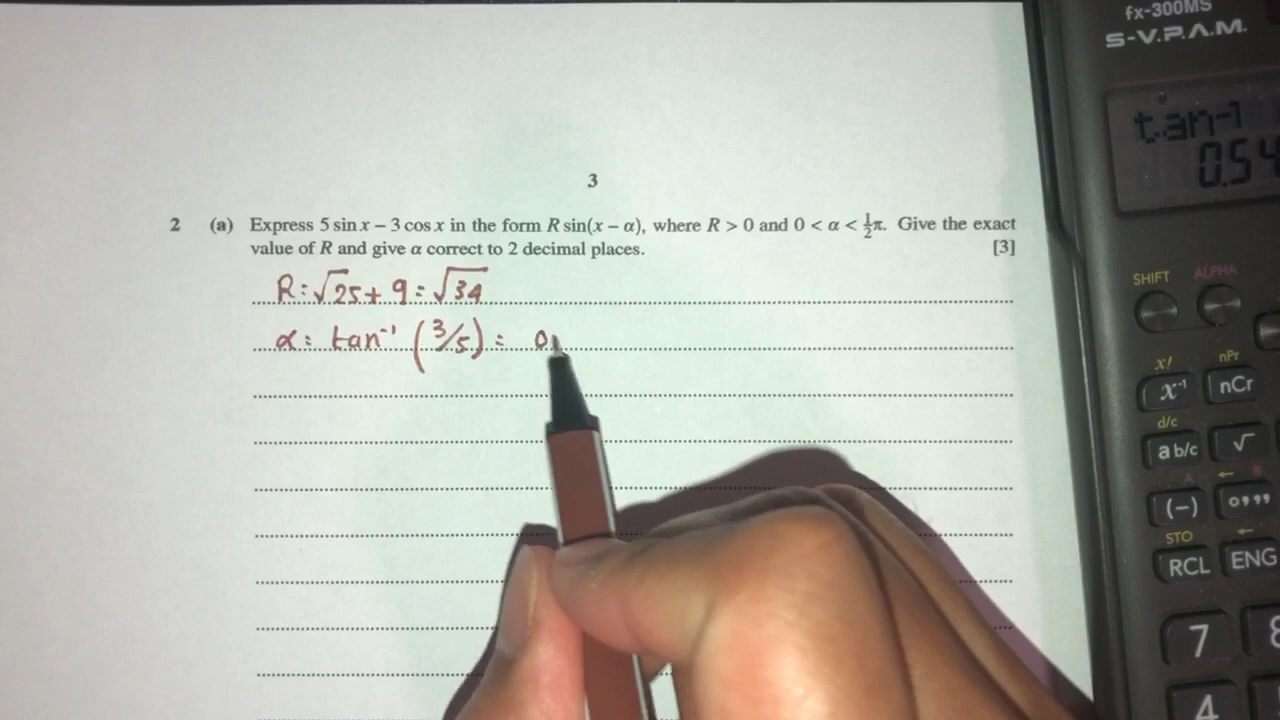 fx-300MS
S-V.P.A.M.
tan-1
0.54
3
2 (a) Express 5 sin x − 3 cos x in the form R sin(x − α), where R > 0 and 0 < α < ½π. Give the exact
value of R and give α correct to 2 decimal places. [3]
R = √25 + 9 = √34
α = tan⁻¹ (3/5) = 0.
SHIFT ALPHA
x! nPr
x⁻¹ nCr
d/c
a b/c √
A ← B
(−) o,,,
STO ←
RCL ENG
7 8
4